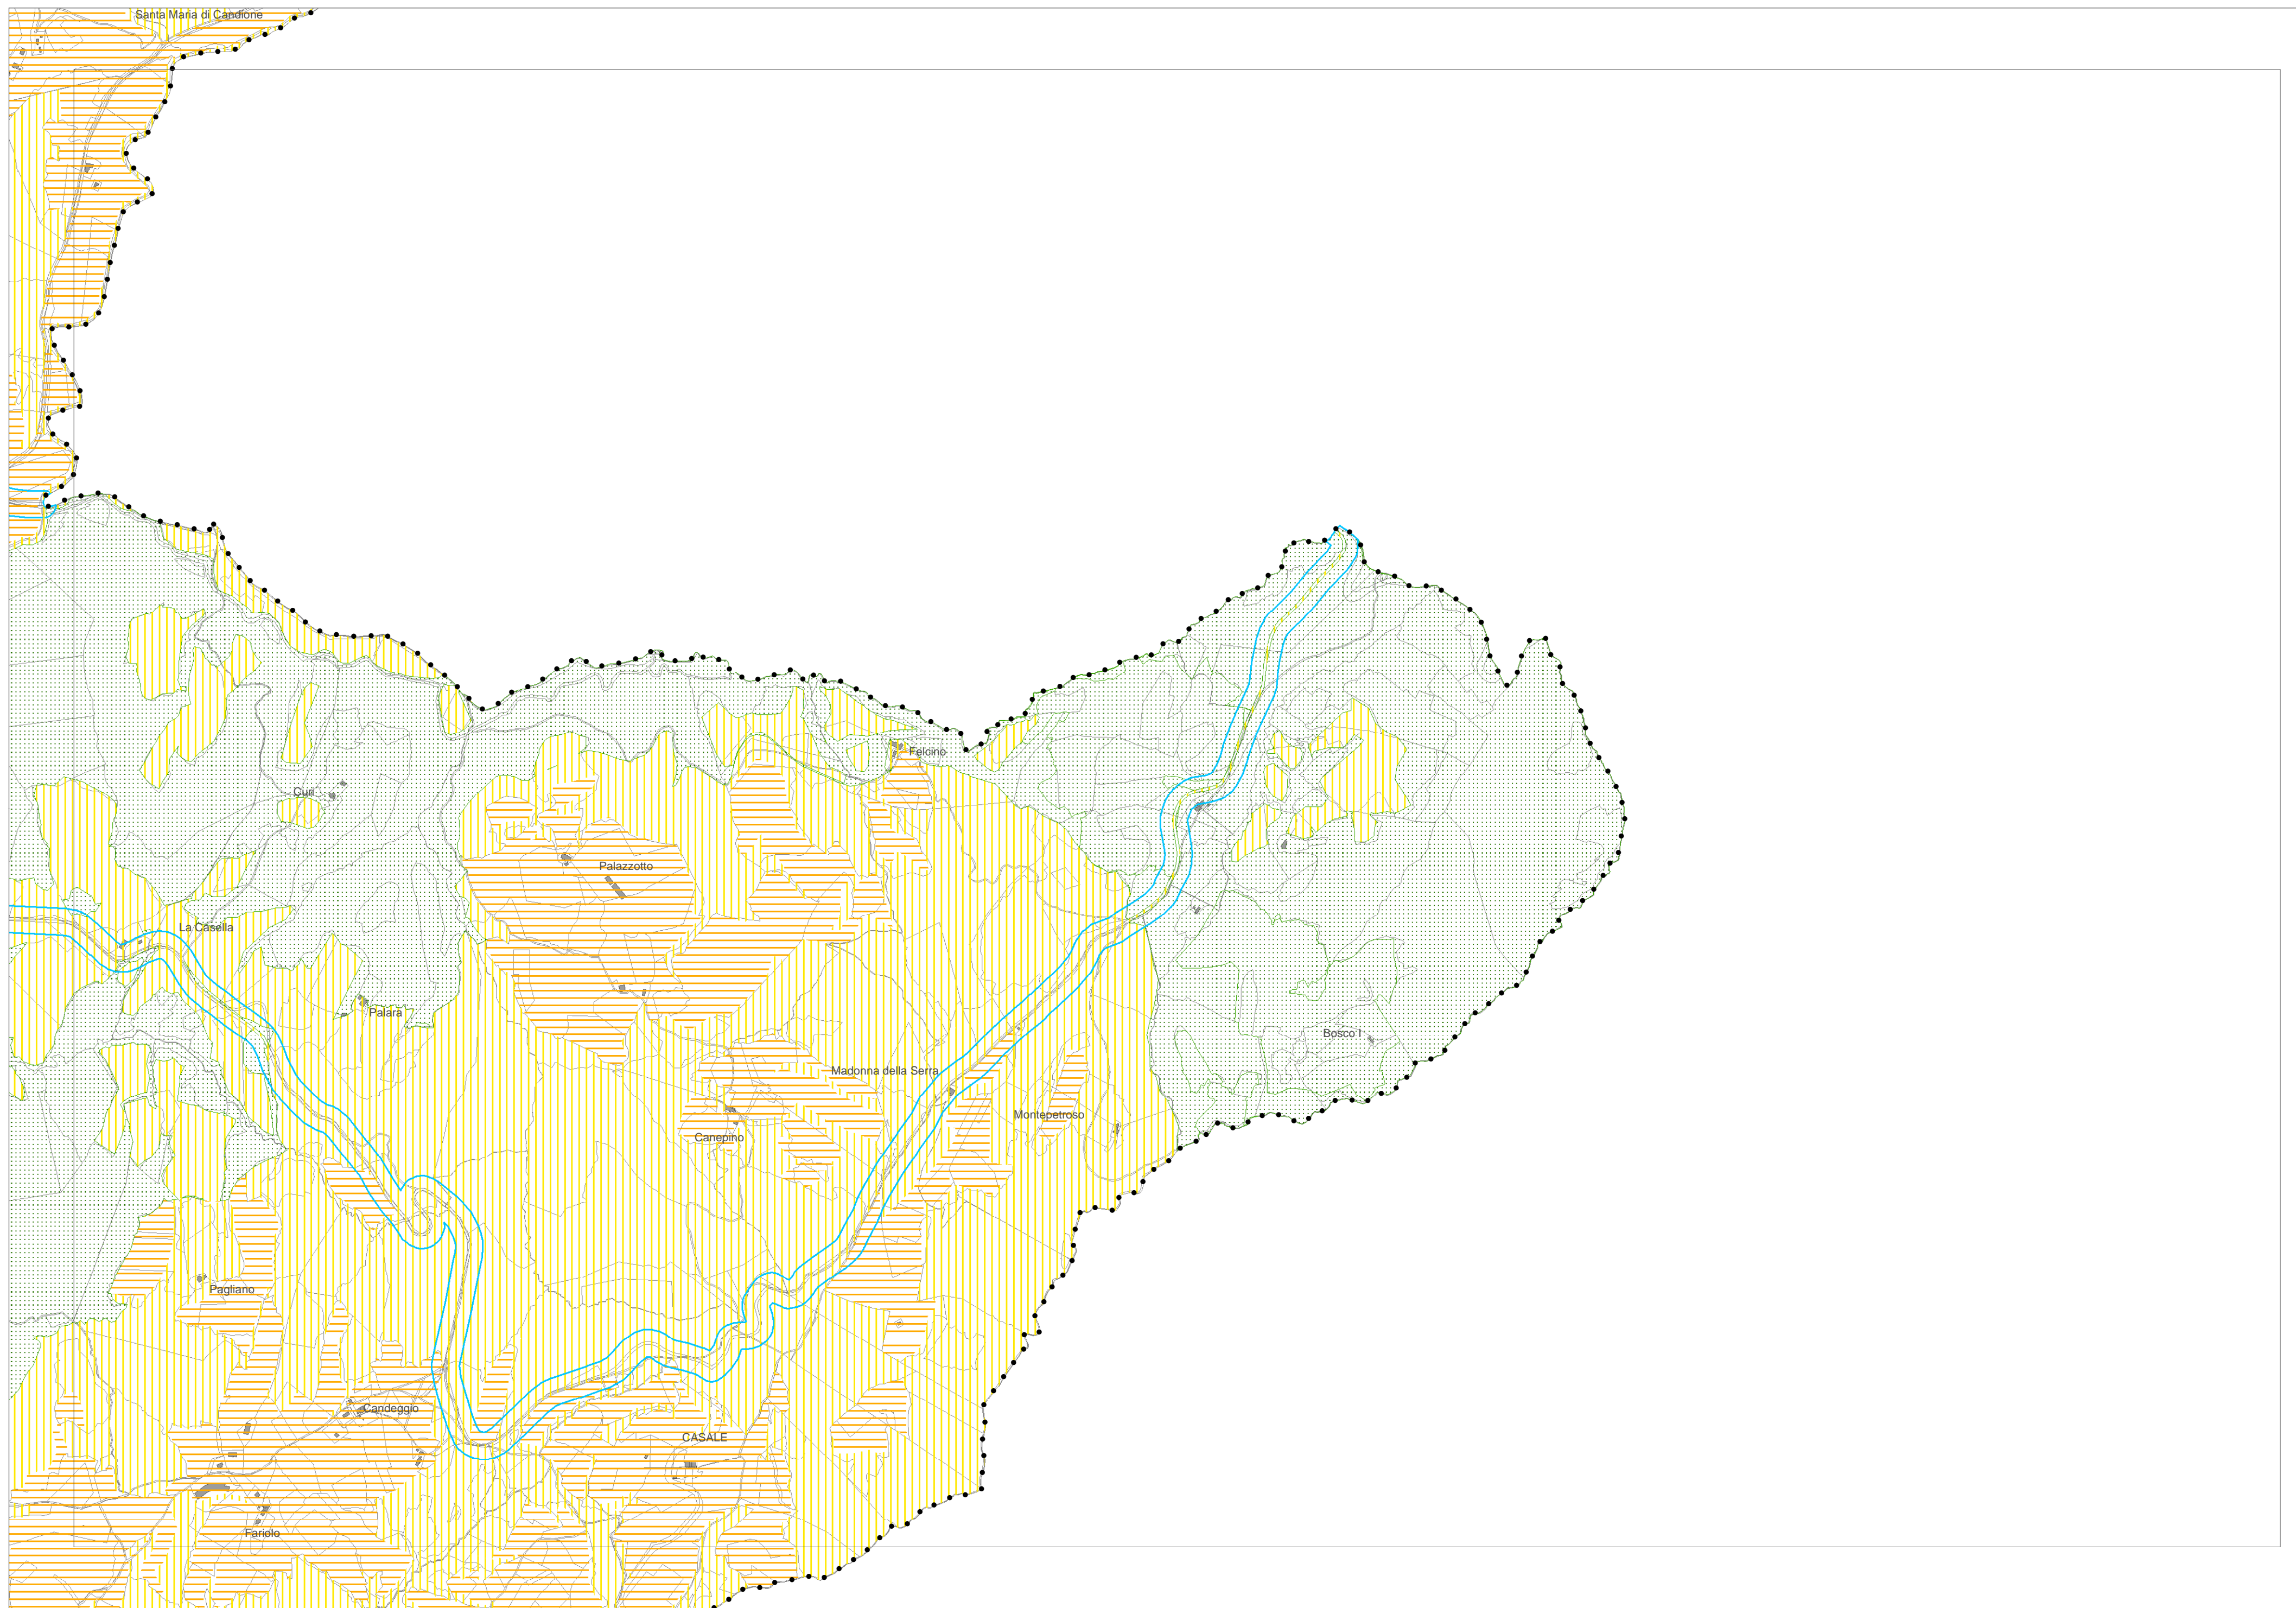 Santa Maria di Candione
Felcino
Curi
Palazzotto
La Casella
Palara
Bosco I
Madonna della Serra
Montepetroso
Canepino
Pagliano
Candeggio
CASALE
Fariolo